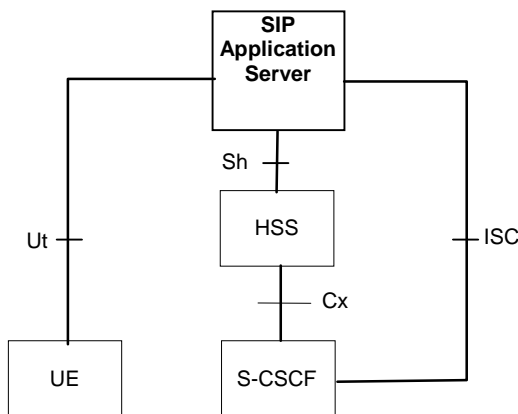 SIP
Application
Server
Sh
HSS
Ut
ISC
Cx
UE
S-CSCF